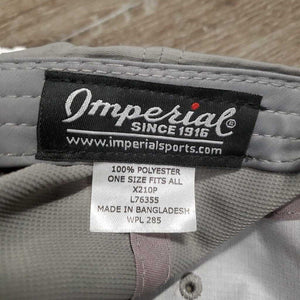 Imperial®
SINCE 1916
www.imperialsports.com
100% POLYESTER
ONE SIZE FITS ALL
X210P
L76355
MADE IN BANGLADESH
WPL 285